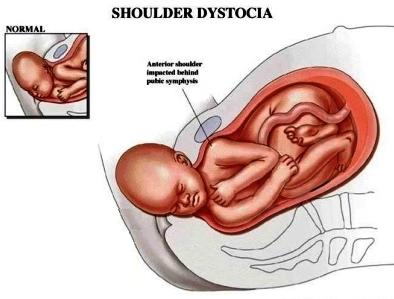 SHOULDER DYSTOCIA
NORMAL
Anterior shoulder
impacted behind
pubic symphysis